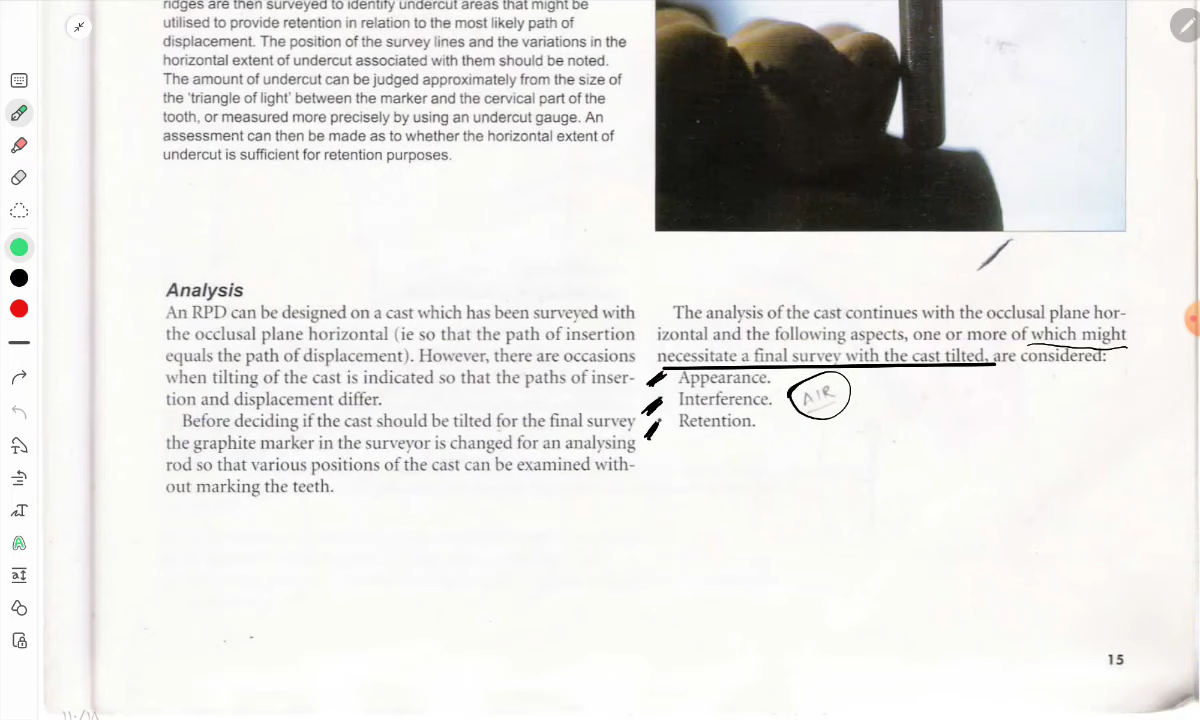 ridges are then surveyed to identify undercut areas that might be
utilised to provide retention in relation to the most likely path of
displacement. The position of the survey lines and the variations in the
horizontal extent of undercut associated with them should be noted.
The amount of undercut can be judged approximately from the size of
the 'triangle of light' between the marker and the cervical part of the
tooth, or measured more precisely by using an undercut gauge. An
assessment can then be made as to whether the horizontal extent of
undercut is sufficient for retention purposes.
Analysis
An RPD can be designed on a cast which has been surveyed with
the occlusal plane horizontal (ie so that the path of insertion
equals the path of displacement). However, there are occasions
when tilting of the cast is indicated so that the paths of inser-
tion and displacement differ.
Before deciding if the cast should be tilted for the final survey
the graphite marker in the surveyor is changed for an analysing
rod so that various positions of the cast can be examined with-
out marking the teeth.
The analysis of the cast continues with the occlusal plane hor-
izontal and the following aspects, one or more of which might
necessitate a final survey with the cast tilted, are considered:
Appearance.
Interference.
Retention.
AIR
15
١١٠/١٨